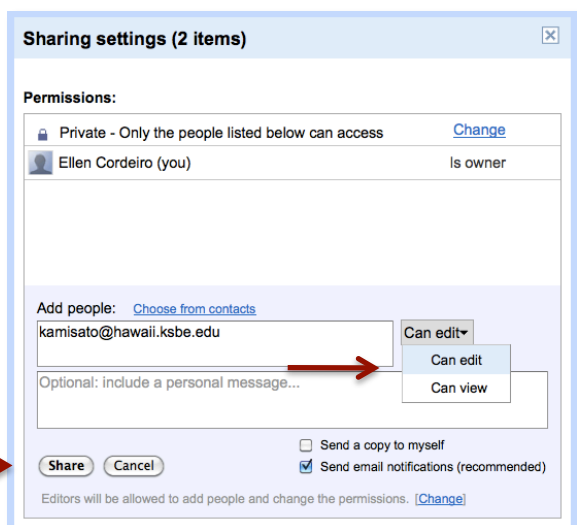 Sharing settings (2 items)
Permissions:
Private - Only the people listed below can access Change
Ellen Cordeiro (you) Is owner
Add people: Choose from contacts
kamisato@hawaii.ksbe.edu Can edit
Can edit
Can view
Optional: include a personal message...
Send a copy to myself
Share Cancel Send email notifications (recommended)
Editors will be allowed to add people and change the permissions. [Change]